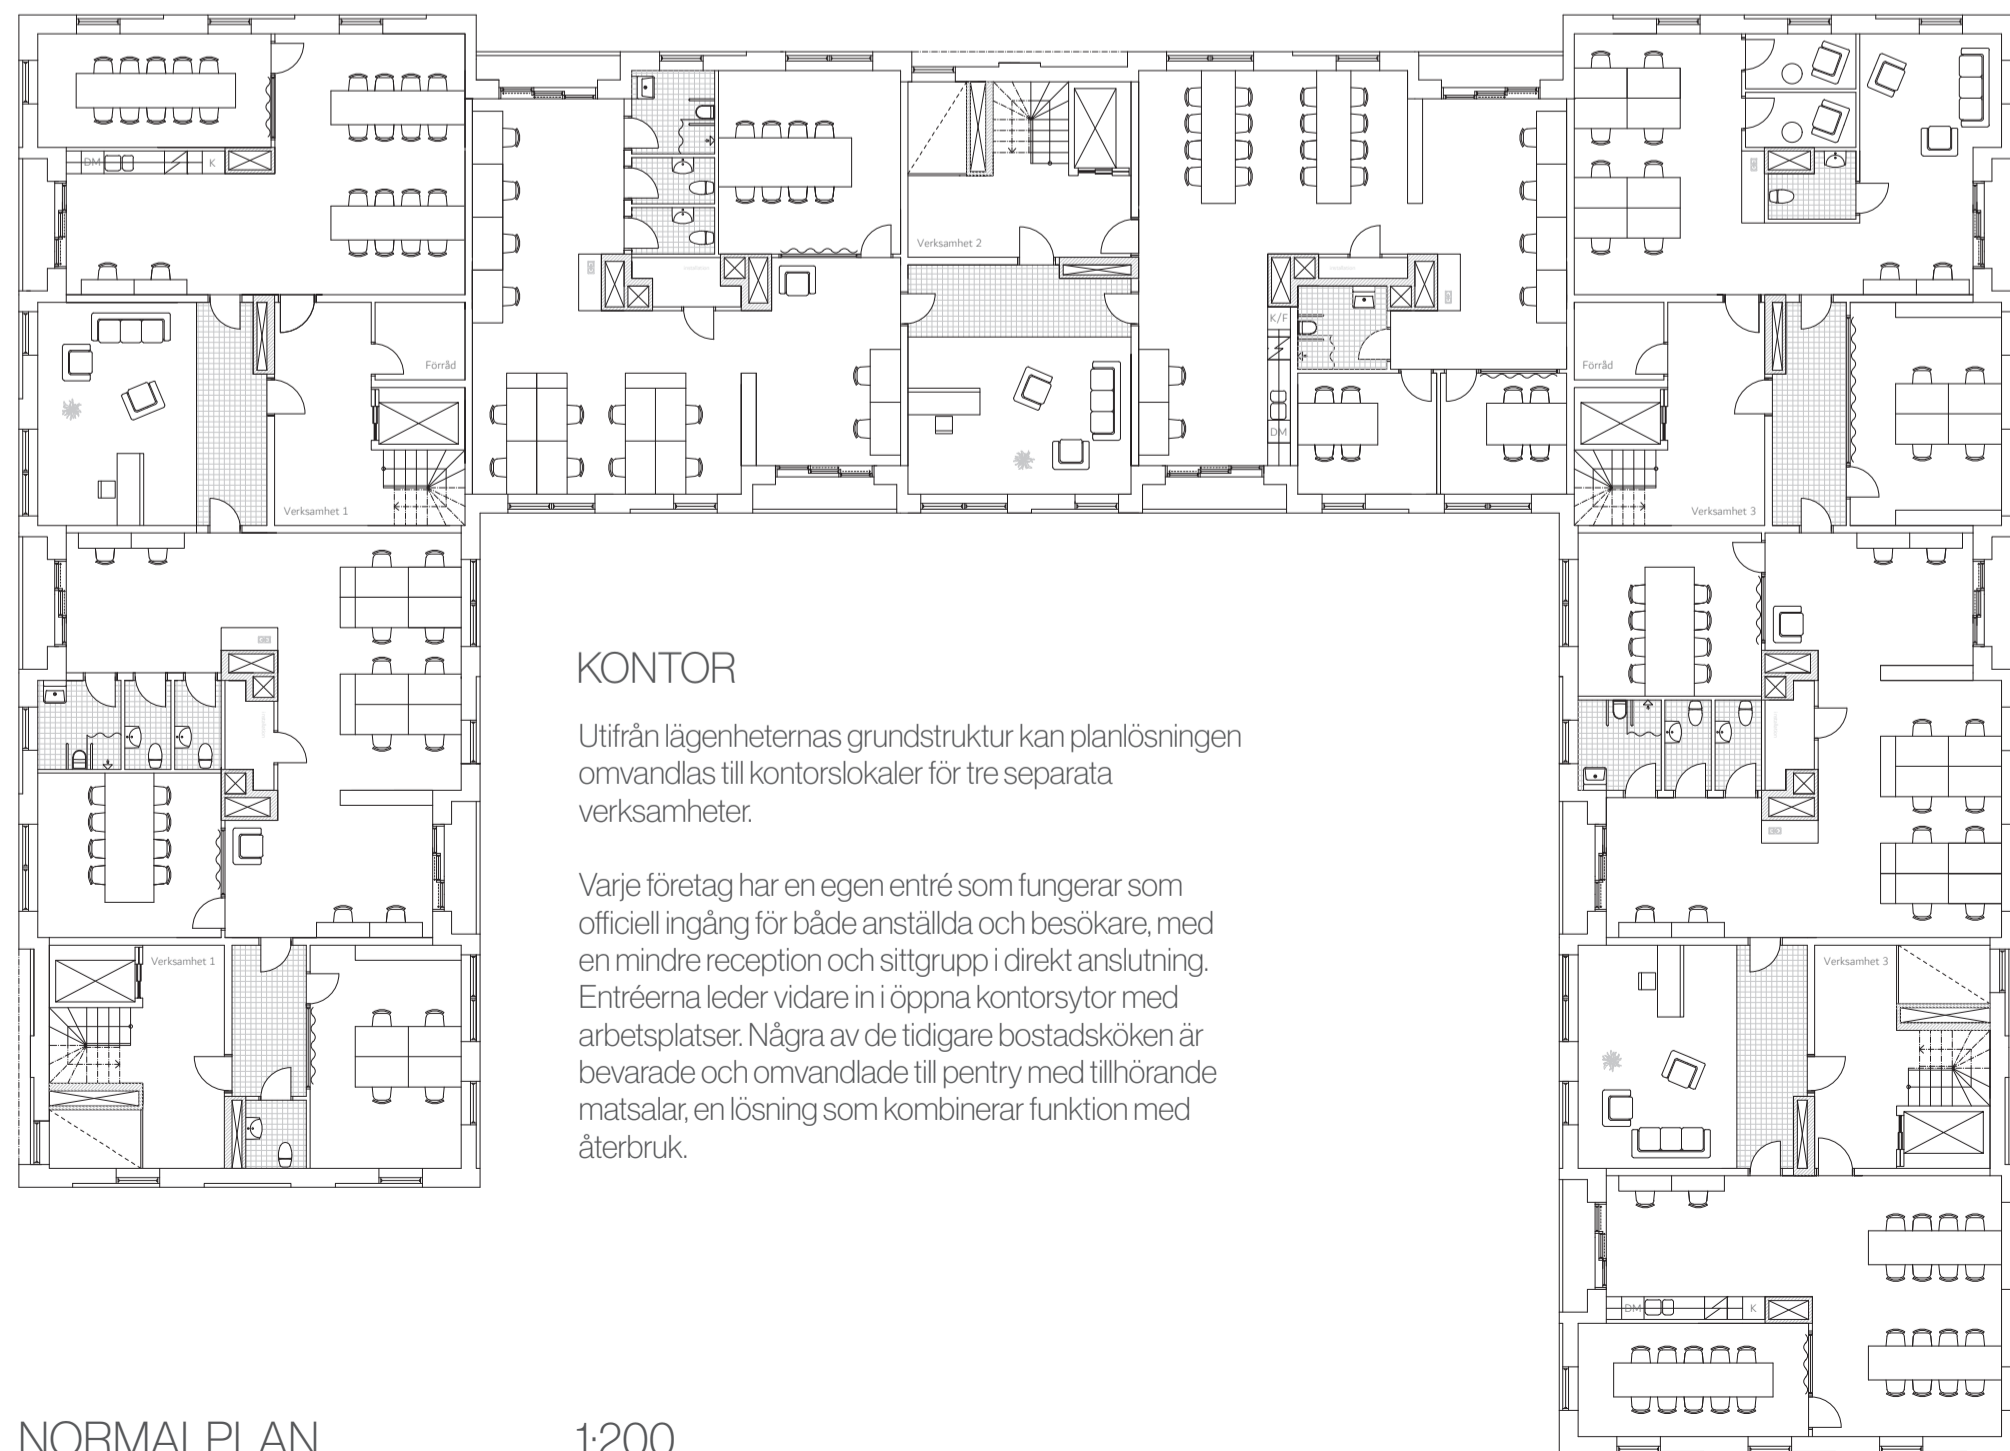 DM
K
Verksamhet 2
K/F
DM
Förråd
Förråd
Verksamhet 1
Verksamhet 3
KONTOR
Utifrån lägenheternas grundstruktur kan planlösningen
omvandlas till kontorslokaler för tre separata
verksamheter.
Varje företag har en egen entré som fungerar som
officiell ingång för både anställda och besökare, med
en mindre reception och sittgrupp i direkt anslutning.
Entréerna leder vidare in i öppna kontorsytor med
arbetsplatser. Några av de tidigare bostadsköken är
bevarade och omvandlade till pentry med tillhörande
matsalar, en lösning som kombinerar funktion med
återbruk.
Verksamhet 1
Verksamhet 3
DM
K
NORMALPLAN
1:200